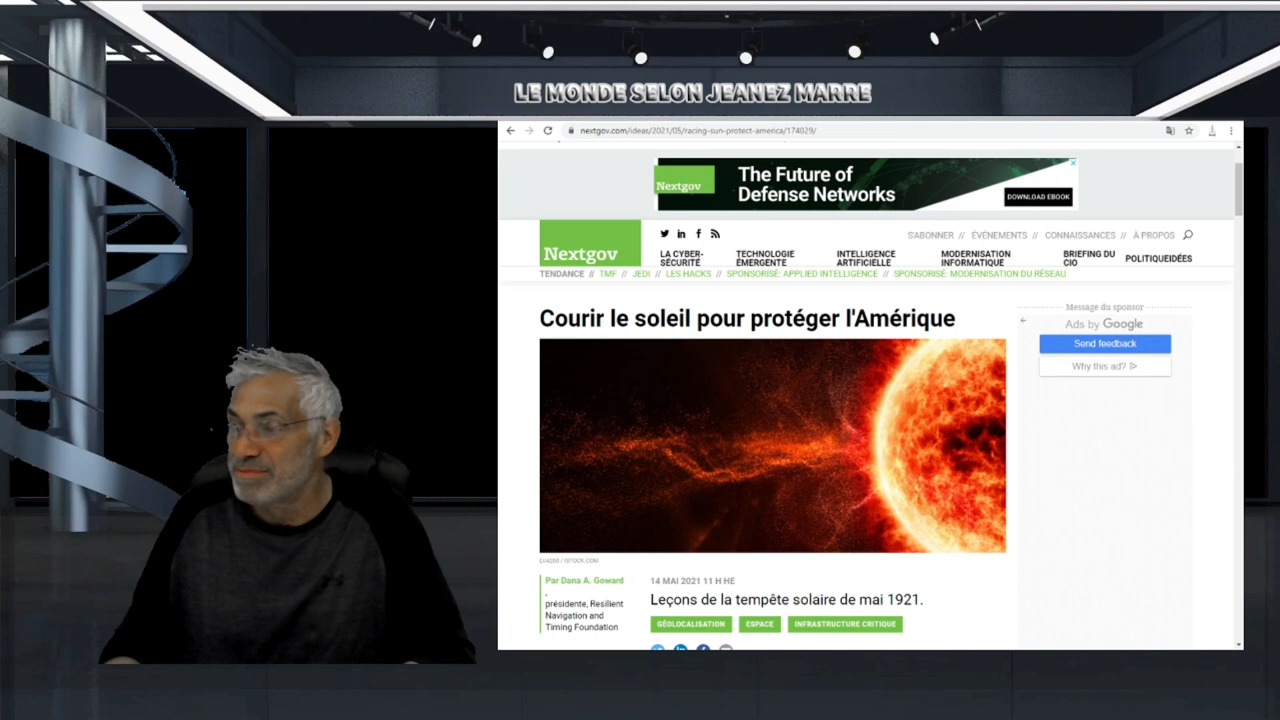 LE MONDE SELON JEANEZ MARRE
nextgov.com/ideas/2021/05/racing-sun-protect-america/174029/
Nextgov
The Future of
Defense Networks
DOWNLOAD EBOOK
Nextgov
S'ABONNER // ÉVÉNEMENTS // CONNAISSANCES // À PROPOS
LA CYBER-
SÉCURITÉ
TECHNOLOGIE
ÉMERGENTE
INTELLIGENCE
ARTIFICIELLE
MODERNISATION
INFORMATIQUE
BRIEFING DU
CIO
POLITIQUEIDÉES
TENDANCE // TMF // JEDI // LES HACKS // SPONSORISÉ: APPLIED INTELLIGENCE // SPONSORISÉ: MODERNISATION DU RÉSEAU
Courir le soleil pour protéger l'Amérique
Message du sponsor
Ads by Google
Send feedback
Why this ad?
LV4260 / ISTOCK.COM
Par Dana A. Goward
,
présidente, Resilient
Navigation and
Timing Foundation
14 MAI 2021 11 H HE
Leçons de la tempête solaire de mai 1921.
GÉOLOCALISATION
ESPACE
INFRASTRUCTURE CRITIQUE